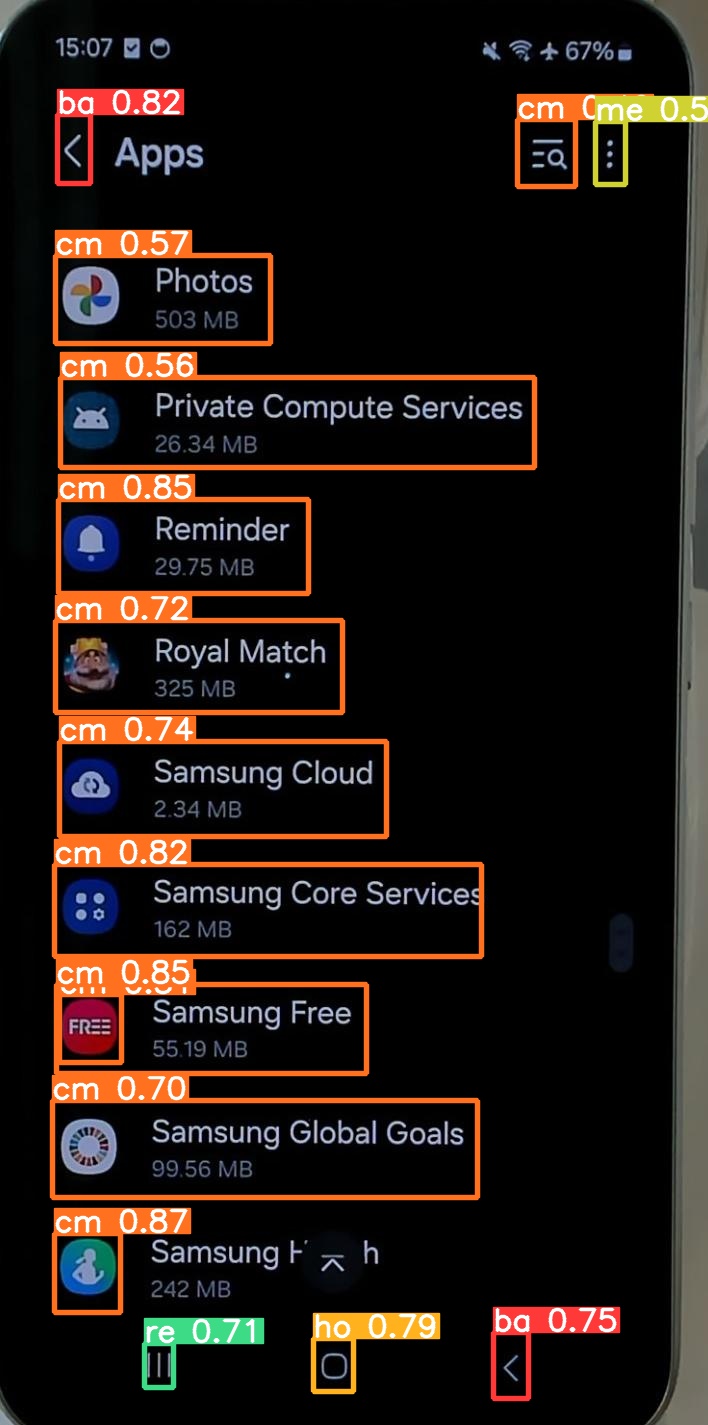 15:07 67%
ba 0.82
cm me 0.5
Apps
cm 0.57
Photos
503 MB
cm 0.56
Private Compute Services
26.34 MB
cm 0.85
Reminder
29.75 MB
cm 0.72
Royal Match
325 MB
cm 0.74
Samsung Cloud
2.34 MB
cm 0.82
Samsung Core Services
162 MB
cm 0.85
FREE
Samsung Free
55.19 MB
cm 0.70
Samsung Global Goals
99.56 MB
cm 0.87
Samsung
242 MB
re 0.71 ho 0.79 ba 0.75